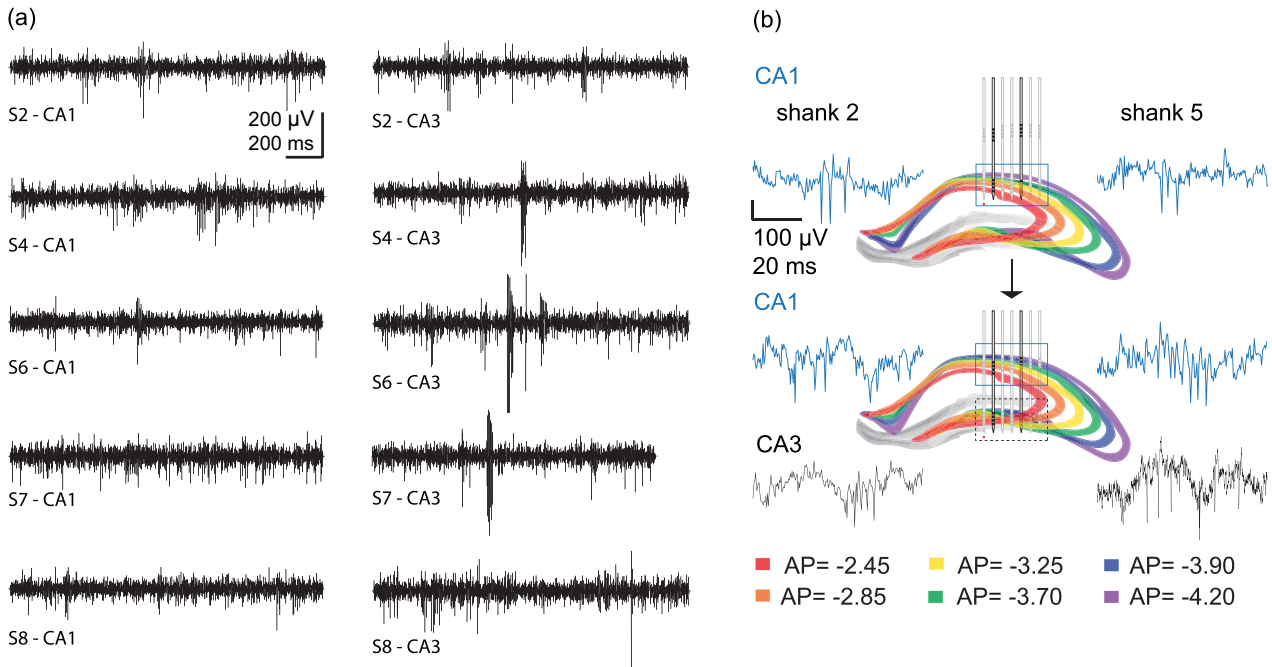 (a)
S2 - CA1
200 µV
200 ms
S2 - CA3
S4 - CA1
S4 - CA3
S6 - CA1
S6 - CA3
S7 - CA1
S7 - CA3
S8 - CA1
S8 - CA3
(b)
CA1
shank 2
shank 5
100 µV
20 ms
CA1
CA3
AP= -2.45
AP= -3.25
AP= -3.90
AP= -2.85
AP= -3.70
AP= -4.20